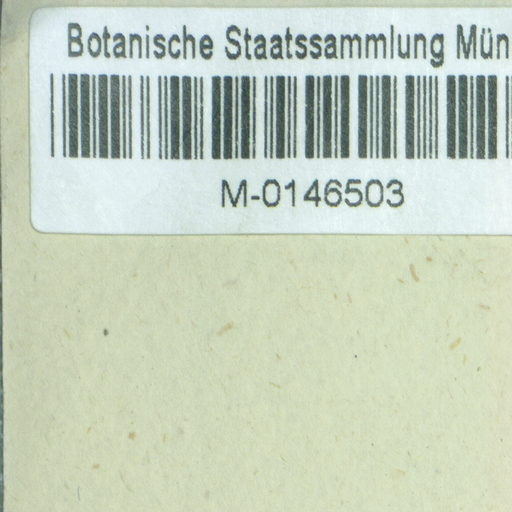 Botanische Staatssammlung Mün
M-0146503